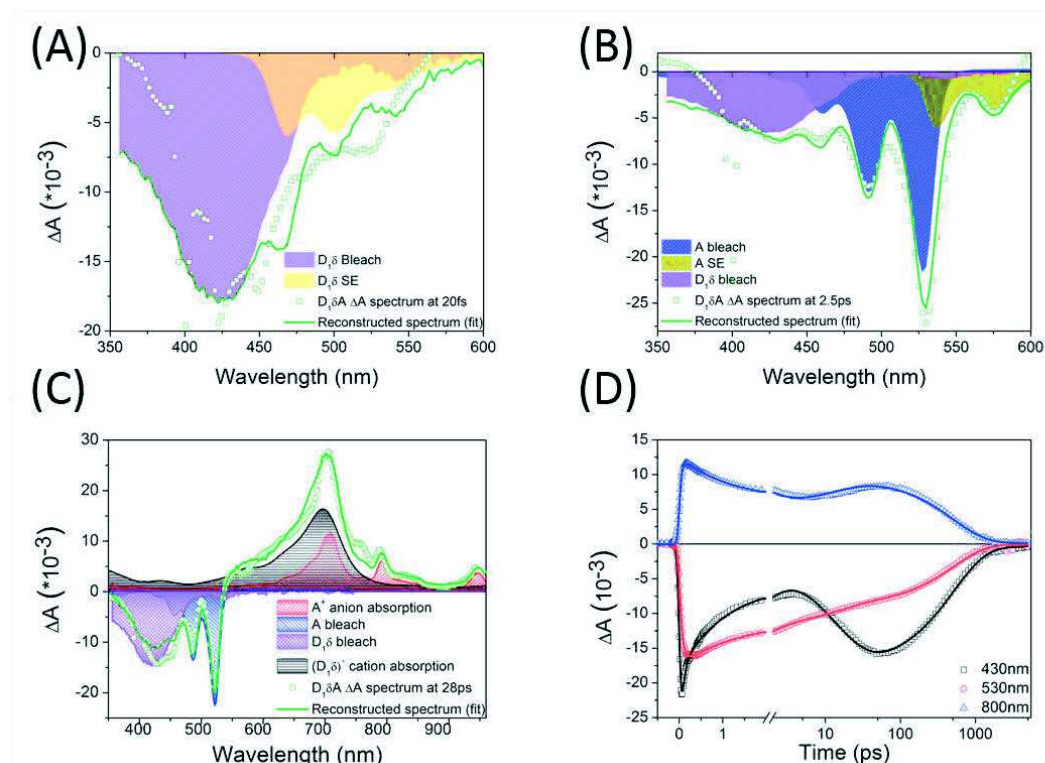 (A)
0
-5
-10
-15
-20
ΔA (*10⁻³)
D₁δ Bleach
D₁δ SE
D₁δA ΔA spectrum at 20fs
Reconstructed spectrum (fit)
350 400 450 500 550 600
Wavelength (nm)
(B)
0
-5
-10
-15
-20
-25
ΔA (*10⁻³)
A bleach
A SE
D₁δ bleach
D₁δA ΔA spectrum at 2.5ps
Reconstructed spectrum (fit)
350 400 450 500 550 600
Wavelength (nm)
(C)
30
20
10
0
-10
-20
ΔA (*10⁻³)
A⁺ anion absorption
A bleach
D₁δ bleach
(D₁δ)⁻ cation absorption
D₁δA ΔA spectrum at 28ps
Reconstructed spectrum (fit)
400 500 600 700 800 900
Wavelength (nm)
(D)
15
10
5
0
-5
-10
-15
-20
-25
ΔA (10⁻³)
430nm
530nm
800nm
0 1 10 100 1000
Time (ps)